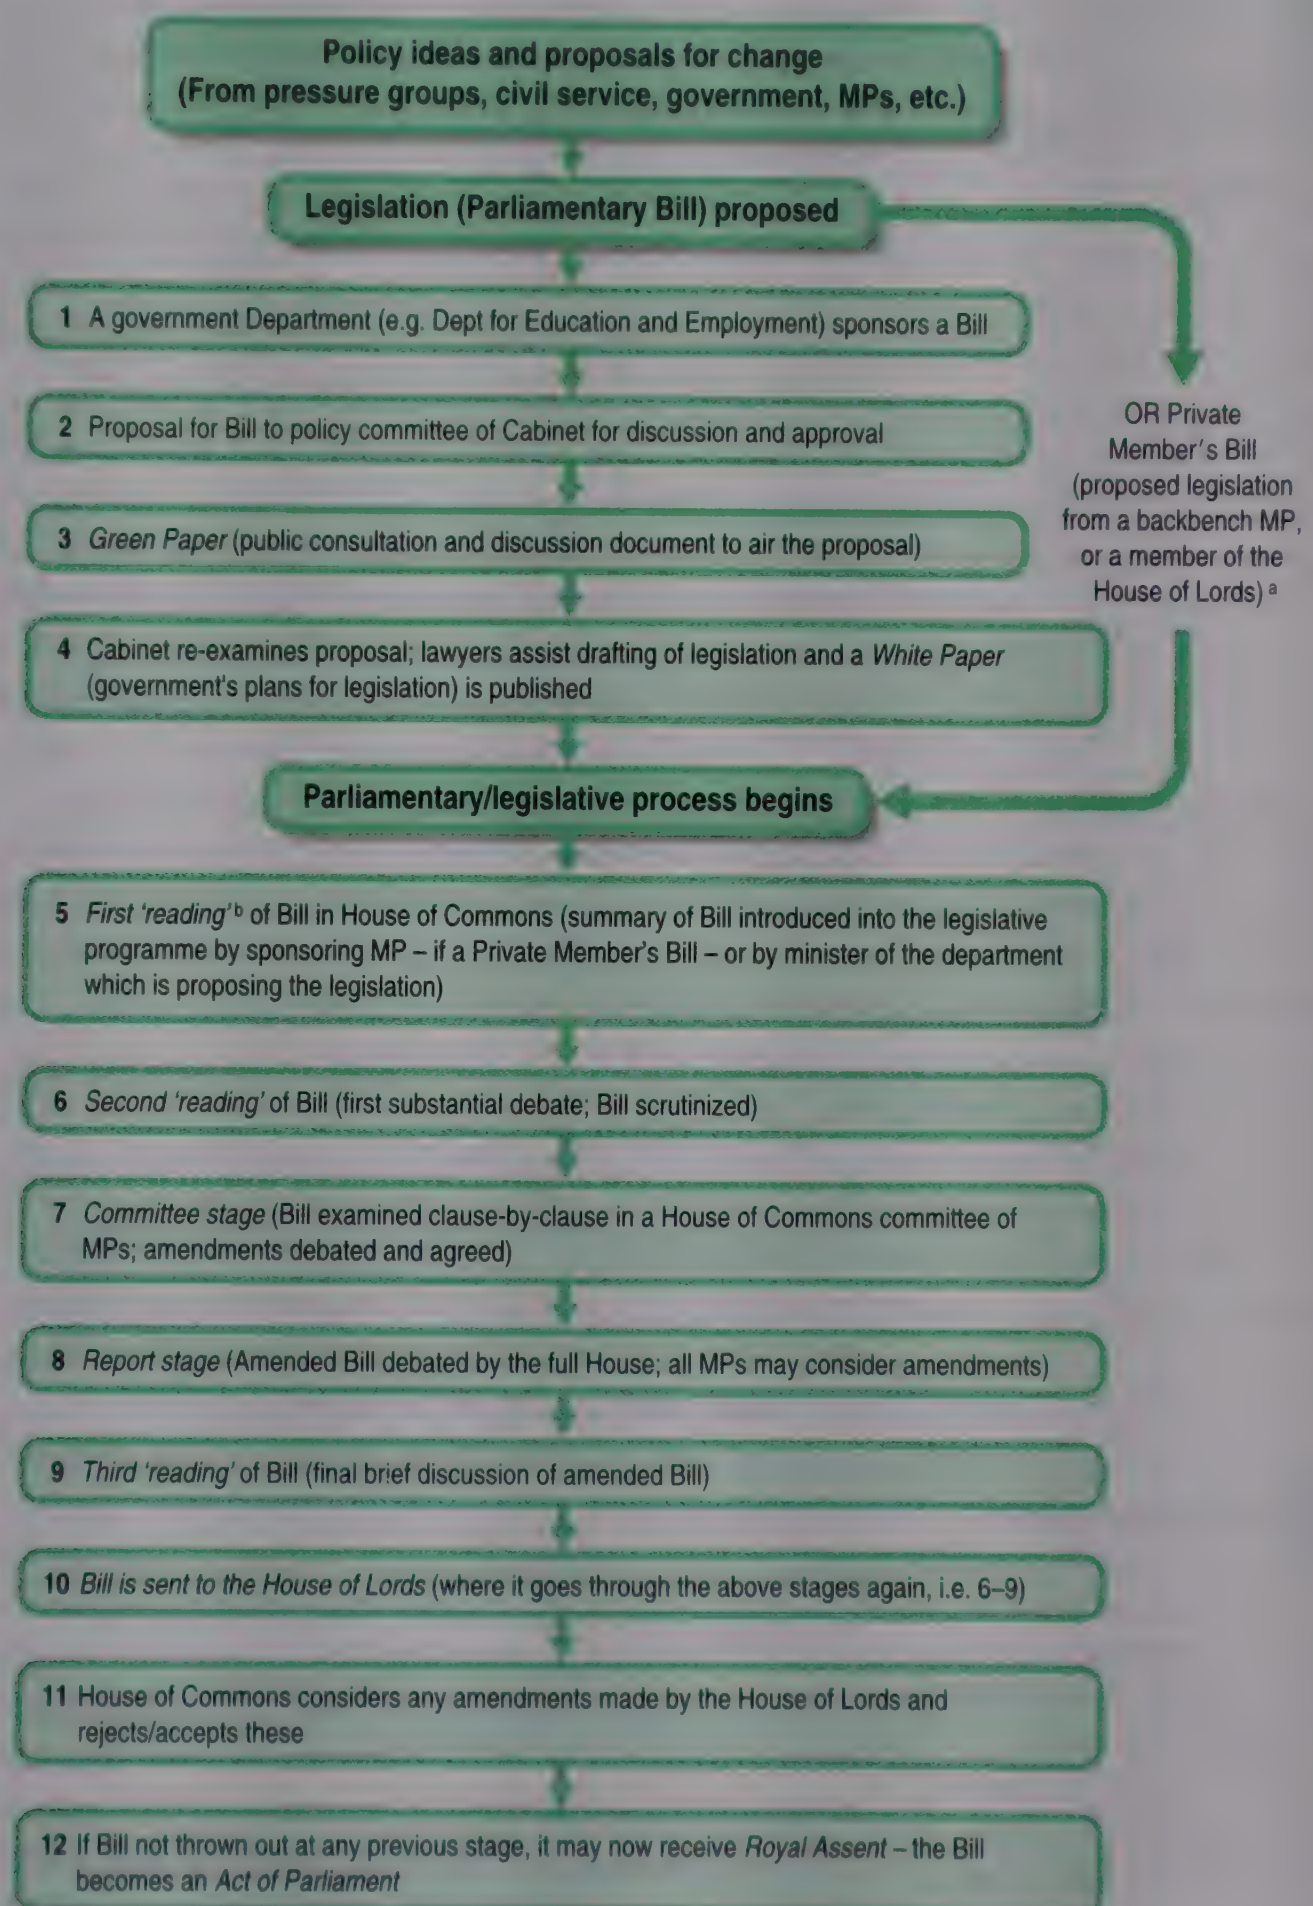 Policy ideas and proposals for change
(From pressure groups, civil service, government, MPs, etc.)
Legislation (Parliamentary Bill) proposed
1 A government Department (e.g. Dept for Education and Employment) sponsors a Bill
2 Proposal for Bill to policy committee of Cabinet for discussion and approval
3 Green Paper (public consultation and discussion document to air the proposal)
4 Cabinet re-examines proposal; lawyers assist drafting of legislation and a White Paper
(government's plans for legislation) is published
OR Private
Member's Bill
(proposed legislation
from a backbench MP,
or a member of the
House of Lords) a
Parliamentary/legislative process begins
5 First 'reading' b of Bill in House of Commons (summary of Bill introduced into the legislative
programme by sponsoring MP – if a Private Member's Bill – or by minister of the department
which is proposing the legislation)
6 Second 'reading' of Bill (first substantial debate; Bill scrutinized)
7 Committee stage (Bill examined clause-by-clause in a House of Commons committee of
MPs; amendments debated and agreed)
8 Report stage (Amended Bill debated by the full House; all MPs may consider amendments)
9 Third 'reading' of Bill (final brief discussion of amended Bill)
10 Bill is sent to the House of Lords (where it goes through the above stages again, i.e. 6–9)
11 House of Commons considers any amendments made by the House of Lords and
rejects/accepts these
12 If Bill not thrown out at any previous stage, it may now receive Royal Assent – the Bill
becomes an Act of Parliament